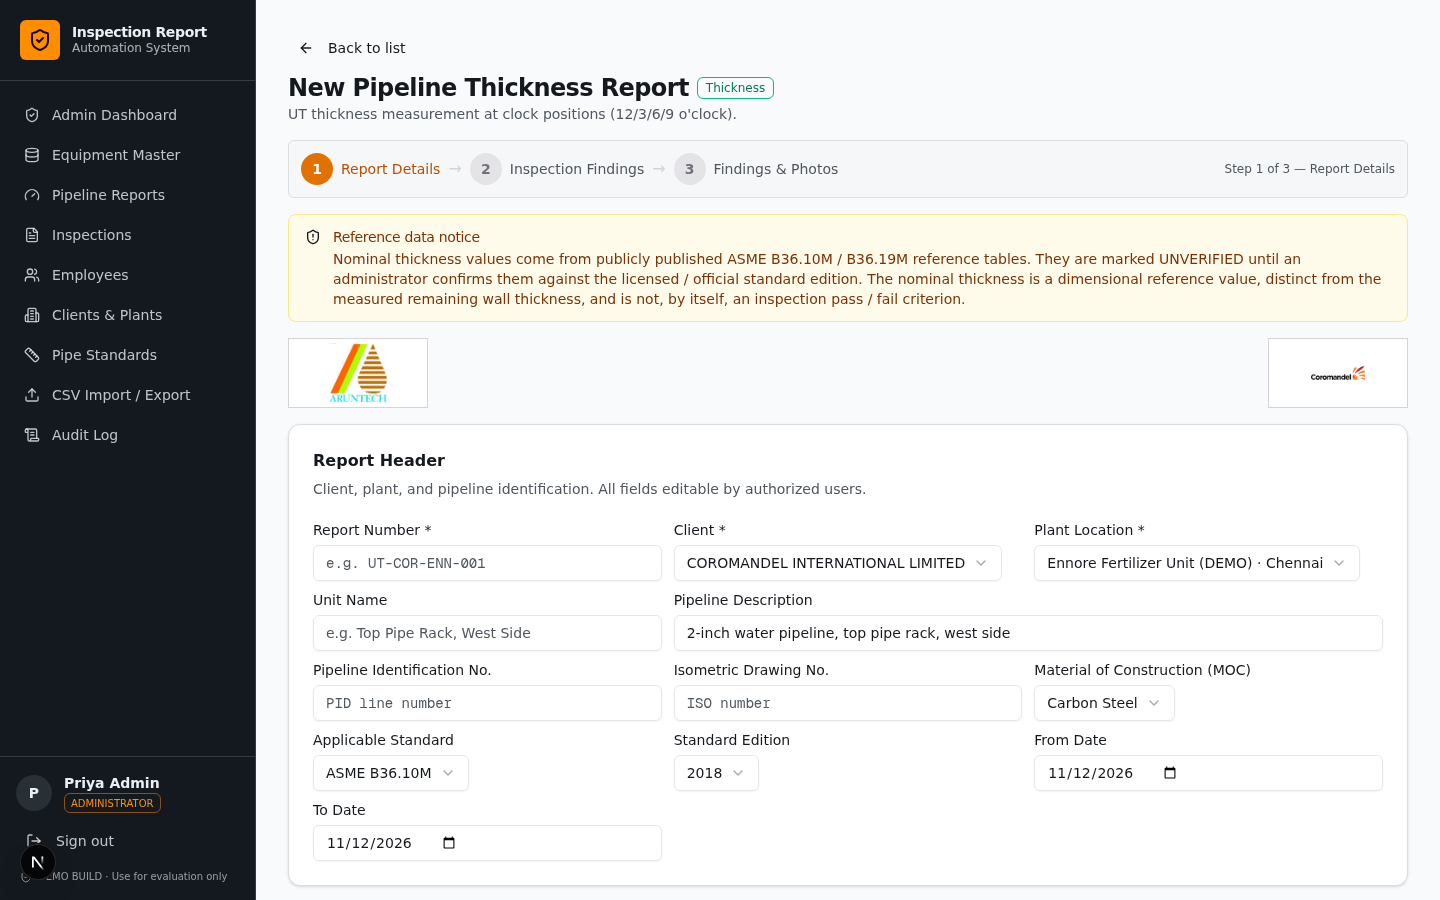 Inspection Report
Automation System
Admin Dashboard
Equipment Master
Pipeline Reports
Inspections
Employees
Clients & Plants
Pipe Standards
CSV Import / Export
Audit Log
P
Priya Admin
ADMINISTRATOR
Sign out
N
EMO BUILD · Use for evaluation only
Back to list
New Pipeline Thickness Report Thickness
UT thickness measurement at clock positions (12/3/6/9 o'clock).
1 Report Details → 2 Inspection Findings → 3 Findings & Photos
Step 1 of 3 — Report Details
Reference data notice
Nominal thickness values come from publicly published ASME B36.10M / B36.19M reference tables. They are marked UNVERIFIED until an
administrator confirms them against the licensed / official standard edition. The nominal thickness is a dimensional reference value, distinct from the
measured remaining wall thickness, and is not, by itself, an inspection pass / fail criterion.
ARUNTECH
Coromandel
Report Header
Client, plant, and pipeline identification. All fields editable by authorized users.
Report Number * Client * Plant Location *
e.g. UT-COR-ENN-001 COROMANDEL INTERNATIONAL LIMITED Ennore Fertilizer Unit (DEMO) · Chennai
Unit Name Pipeline Description
e.g. Top Pipe Rack, West Side 2-inch water pipeline, top pipe rack, west side
Pipeline Identification No. Isometric Drawing No. Material of Construction (MOC)
PID line number ISO number Carbon Steel
Applicable Standard Standard Edition From Date
ASME B36.10M 2018 11/12/2026
To Date
11/12/2026